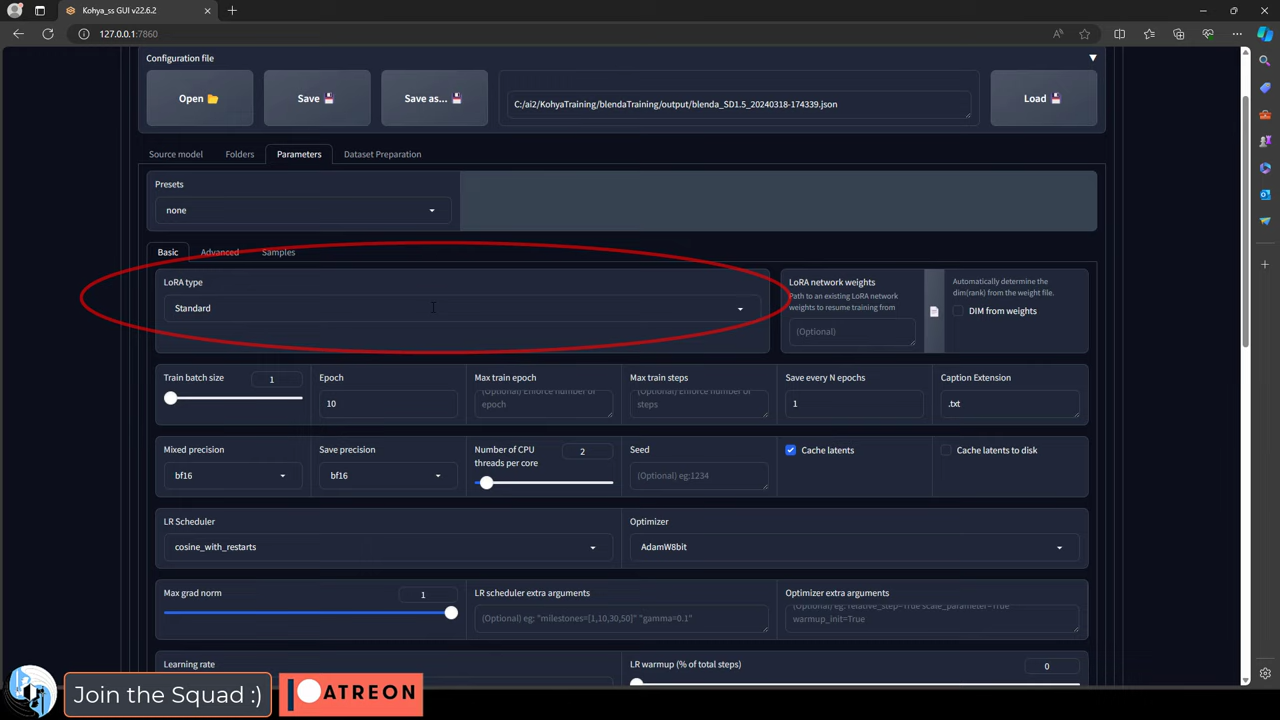 Kohya_ss GUI v22.6.2
127.0.0.1:7860
Configuration file
Open
Save
Save as...
C:/ai2/KohyaTraining/blendaTraining/output/blenda_SD1.5_20240318-174339.json
Load
Source model
Folders
Parameters
Dataset Preparation
Presets
none
Basic
Advanced
Samples
LoRA type
Standard
LoRA network weights
Path to an existing LoRA network
weights to resume training from
(Optional)
Automatically determine the
dim(rank) from the weight file.
DIM from weights
Train batch size
1
Epoch
10
Max train epoch
(Optional) Enforce number of
epoch
Max train steps
(Optional) Enforce number of
steps
Save every N epochs
1
Caption Extension
.txt
Mixed precision
bf16
Save precision
bf16
Number of CPU
threads per core
2
Seed
(Optional) eg:1234
Cache latents
Cache latents to disk
LR Scheduler
cosine_with_restarts
Optimizer
AdamW8bit
Max grad norm
1
LR scheduler extra arguments
(Optional) eg: "milestones=[1,10,30,50]" "gamma=0.1"
Optimizer extra arguments
(Optional) eg: relative_step=True scale_parameter=True
warmup_init=True
Learning rate
LR warmup (% of total steps)
0
Join the Squad :)
PATREON